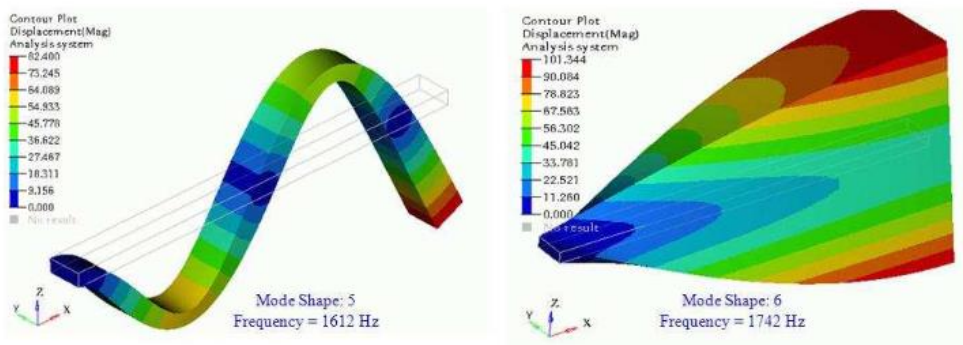 Contour Plot
Displacement(Mag)
Analysis system
82.400
75.245
64.089
54.933
45.778
36.622
27.467
18.311
9.156
0.000
No result
Z
Y
X
Mode Shape: 5
Frequency = 1612 Hz
Contour Plot
Displacement(Mag)
Analysis system
101.344
90.084
78.823
67.563
56.302
45.042
33.781
22.521
11.260
0.000
No result
Z
Y
X
Mode Shape: 6
Frequency = 1742 Hz